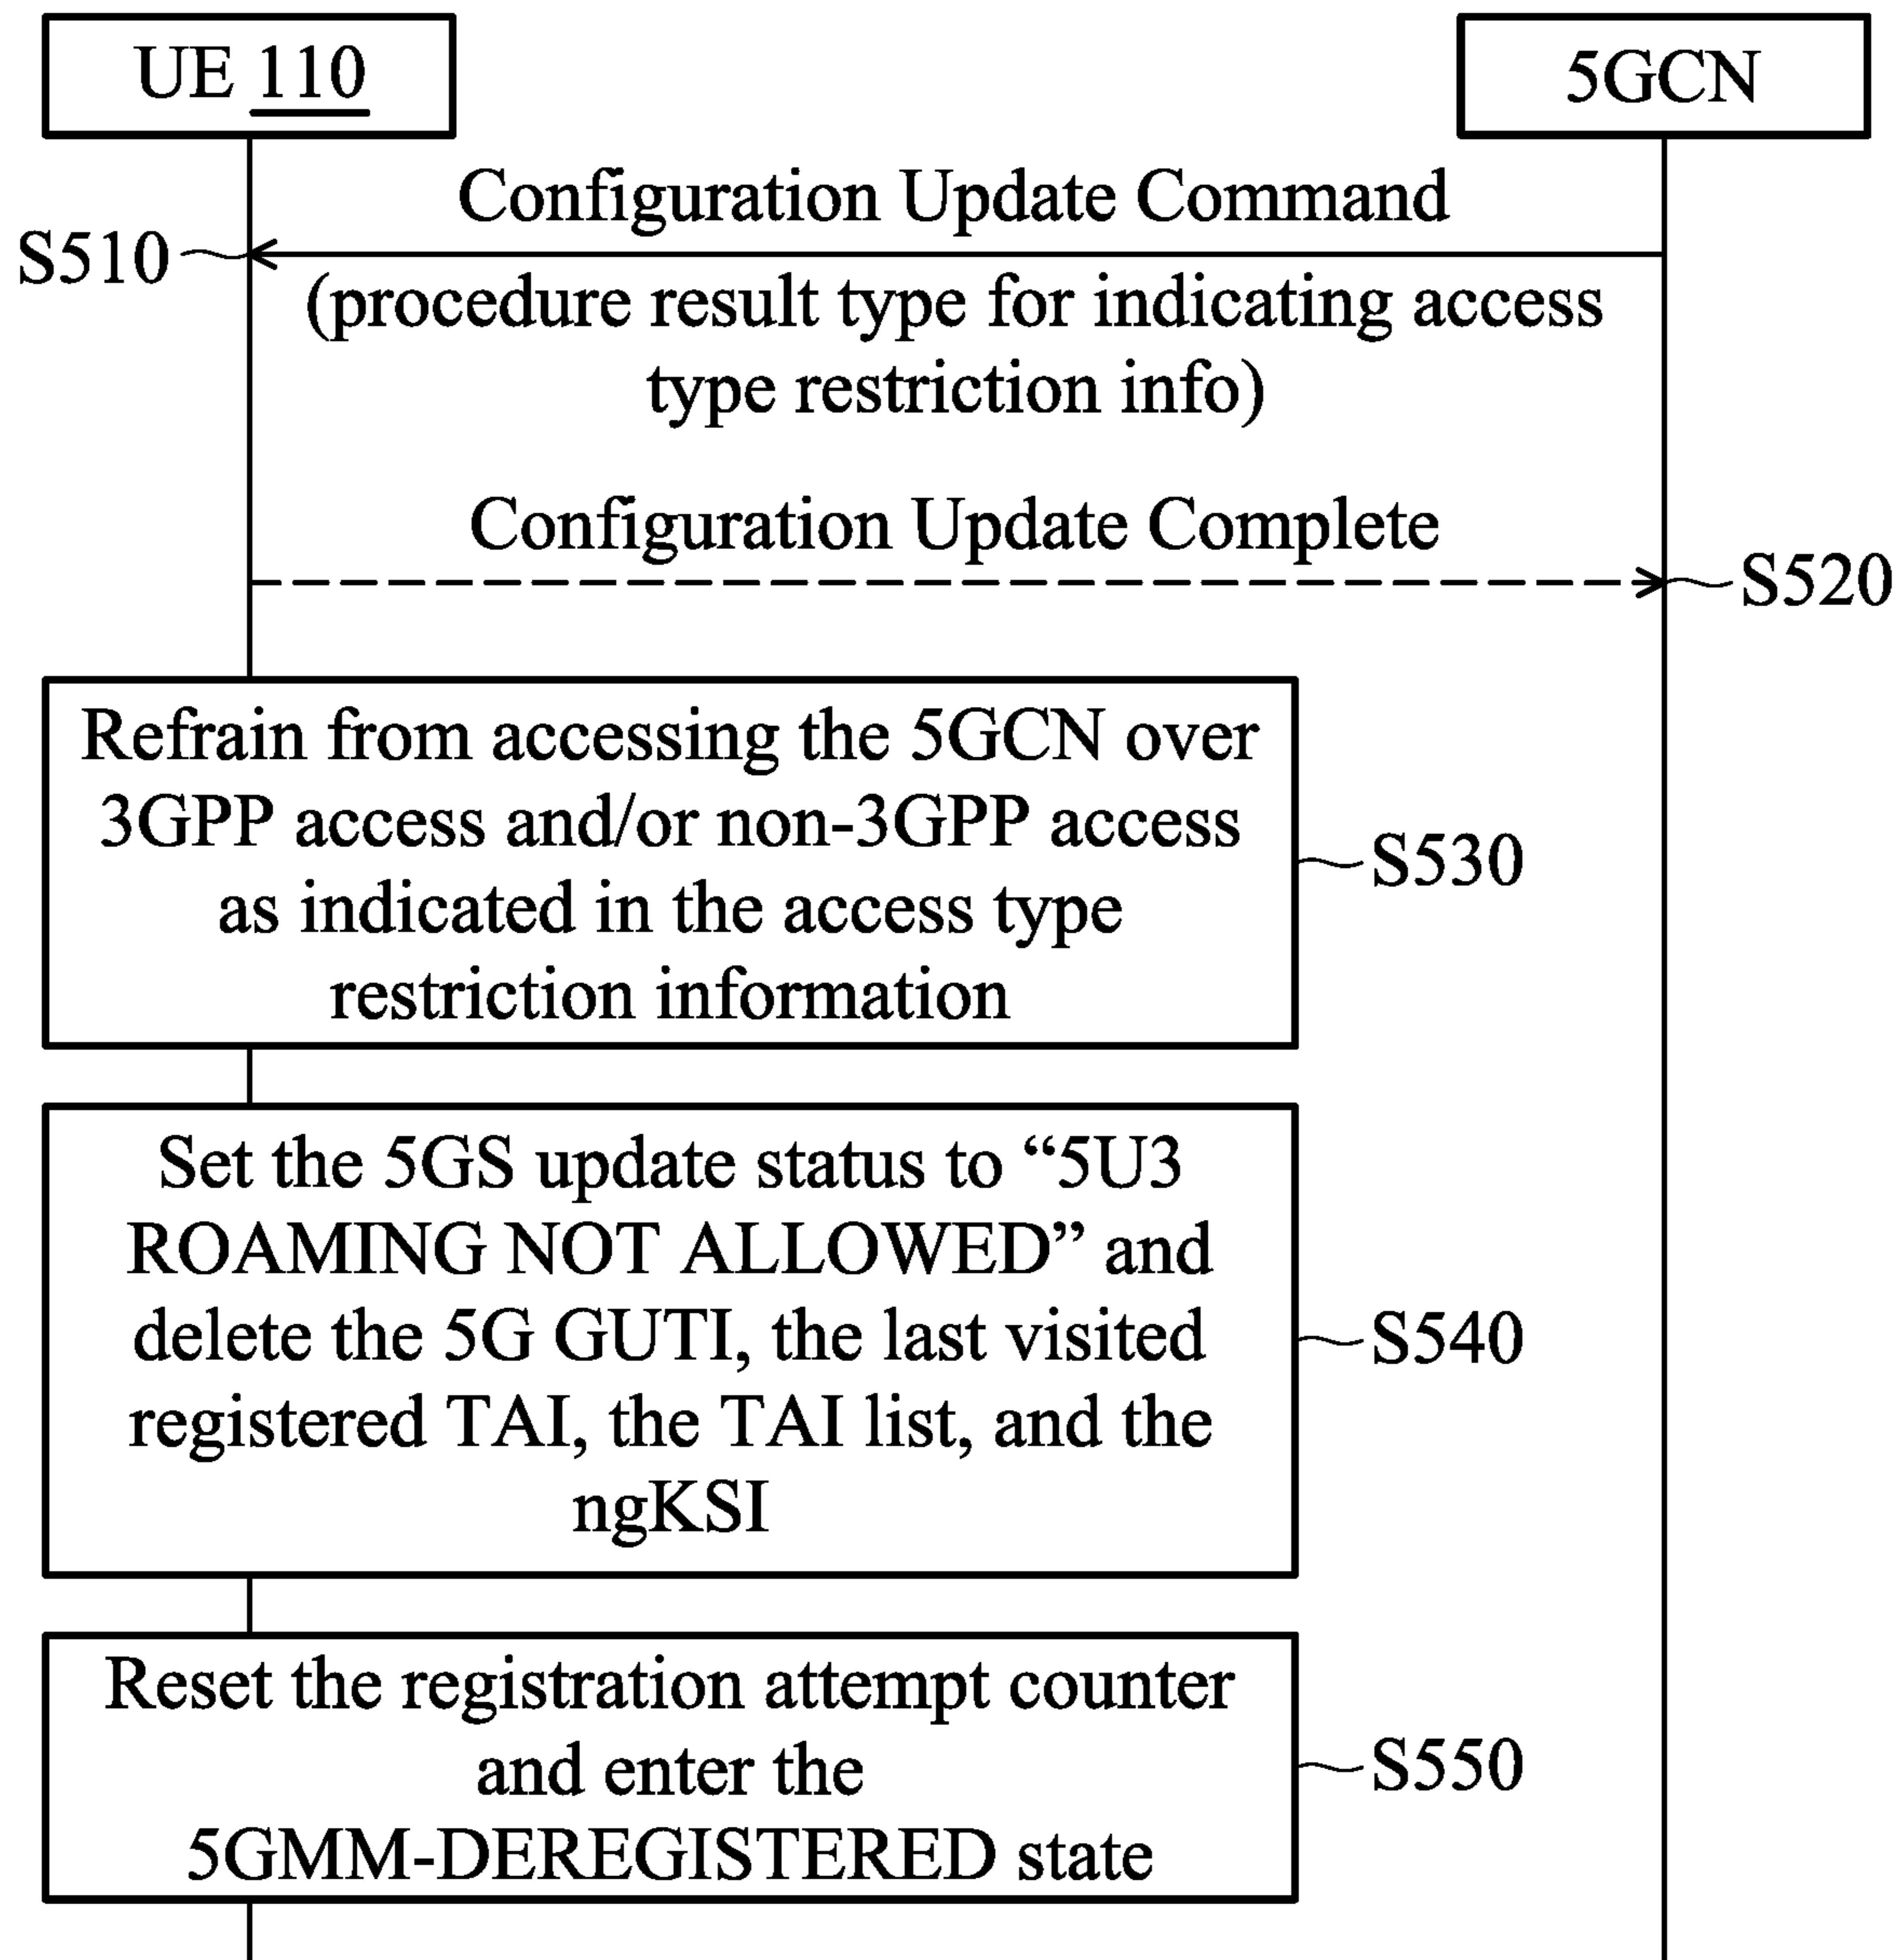 UE 110
5GCN
Configuration Update Command
S510
(procedure result type for indicating access
type restriction info)
Configuration Update Complete
S520
Refrain from accessing the 5GCN over
3GPP access and/or non-3GPP access
as indicated in the access type
restriction information
S530
Set the 5GS update status to “5U3
ROAMING NOT ALLOWED” and
delete the 5G GUTI, the last visited
registered TAI, the TAI list, and the
ngKSI
S540
Reset the registration attempt counter
and enter the
5GMM-DEREGISTERED state
S550